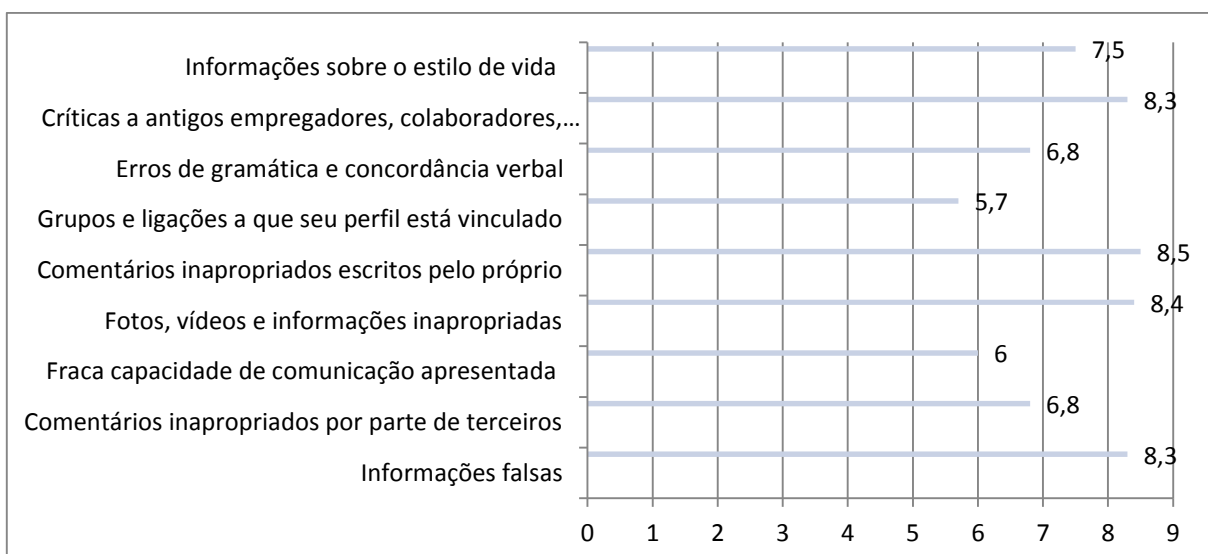 Informações sobre o estilo de vida 7,5
Críticas a antigos empregadores, colaboradores,... 8,3
Erros de gramática e concordância verbal 6,8
Grupos e ligações a que seu perfil está vinculado 5,7
Comentários inapropriados escritos pelo próprio 8,5
Fotos, vídeos e informações inapropriadas 8,4
Fraca capacidade de comunicação apresentada 6
Comentários inapropriados por parte de terceiros 6,8
Informações falsas 8,3
0 1 2 3 4 5 6 7 8 9